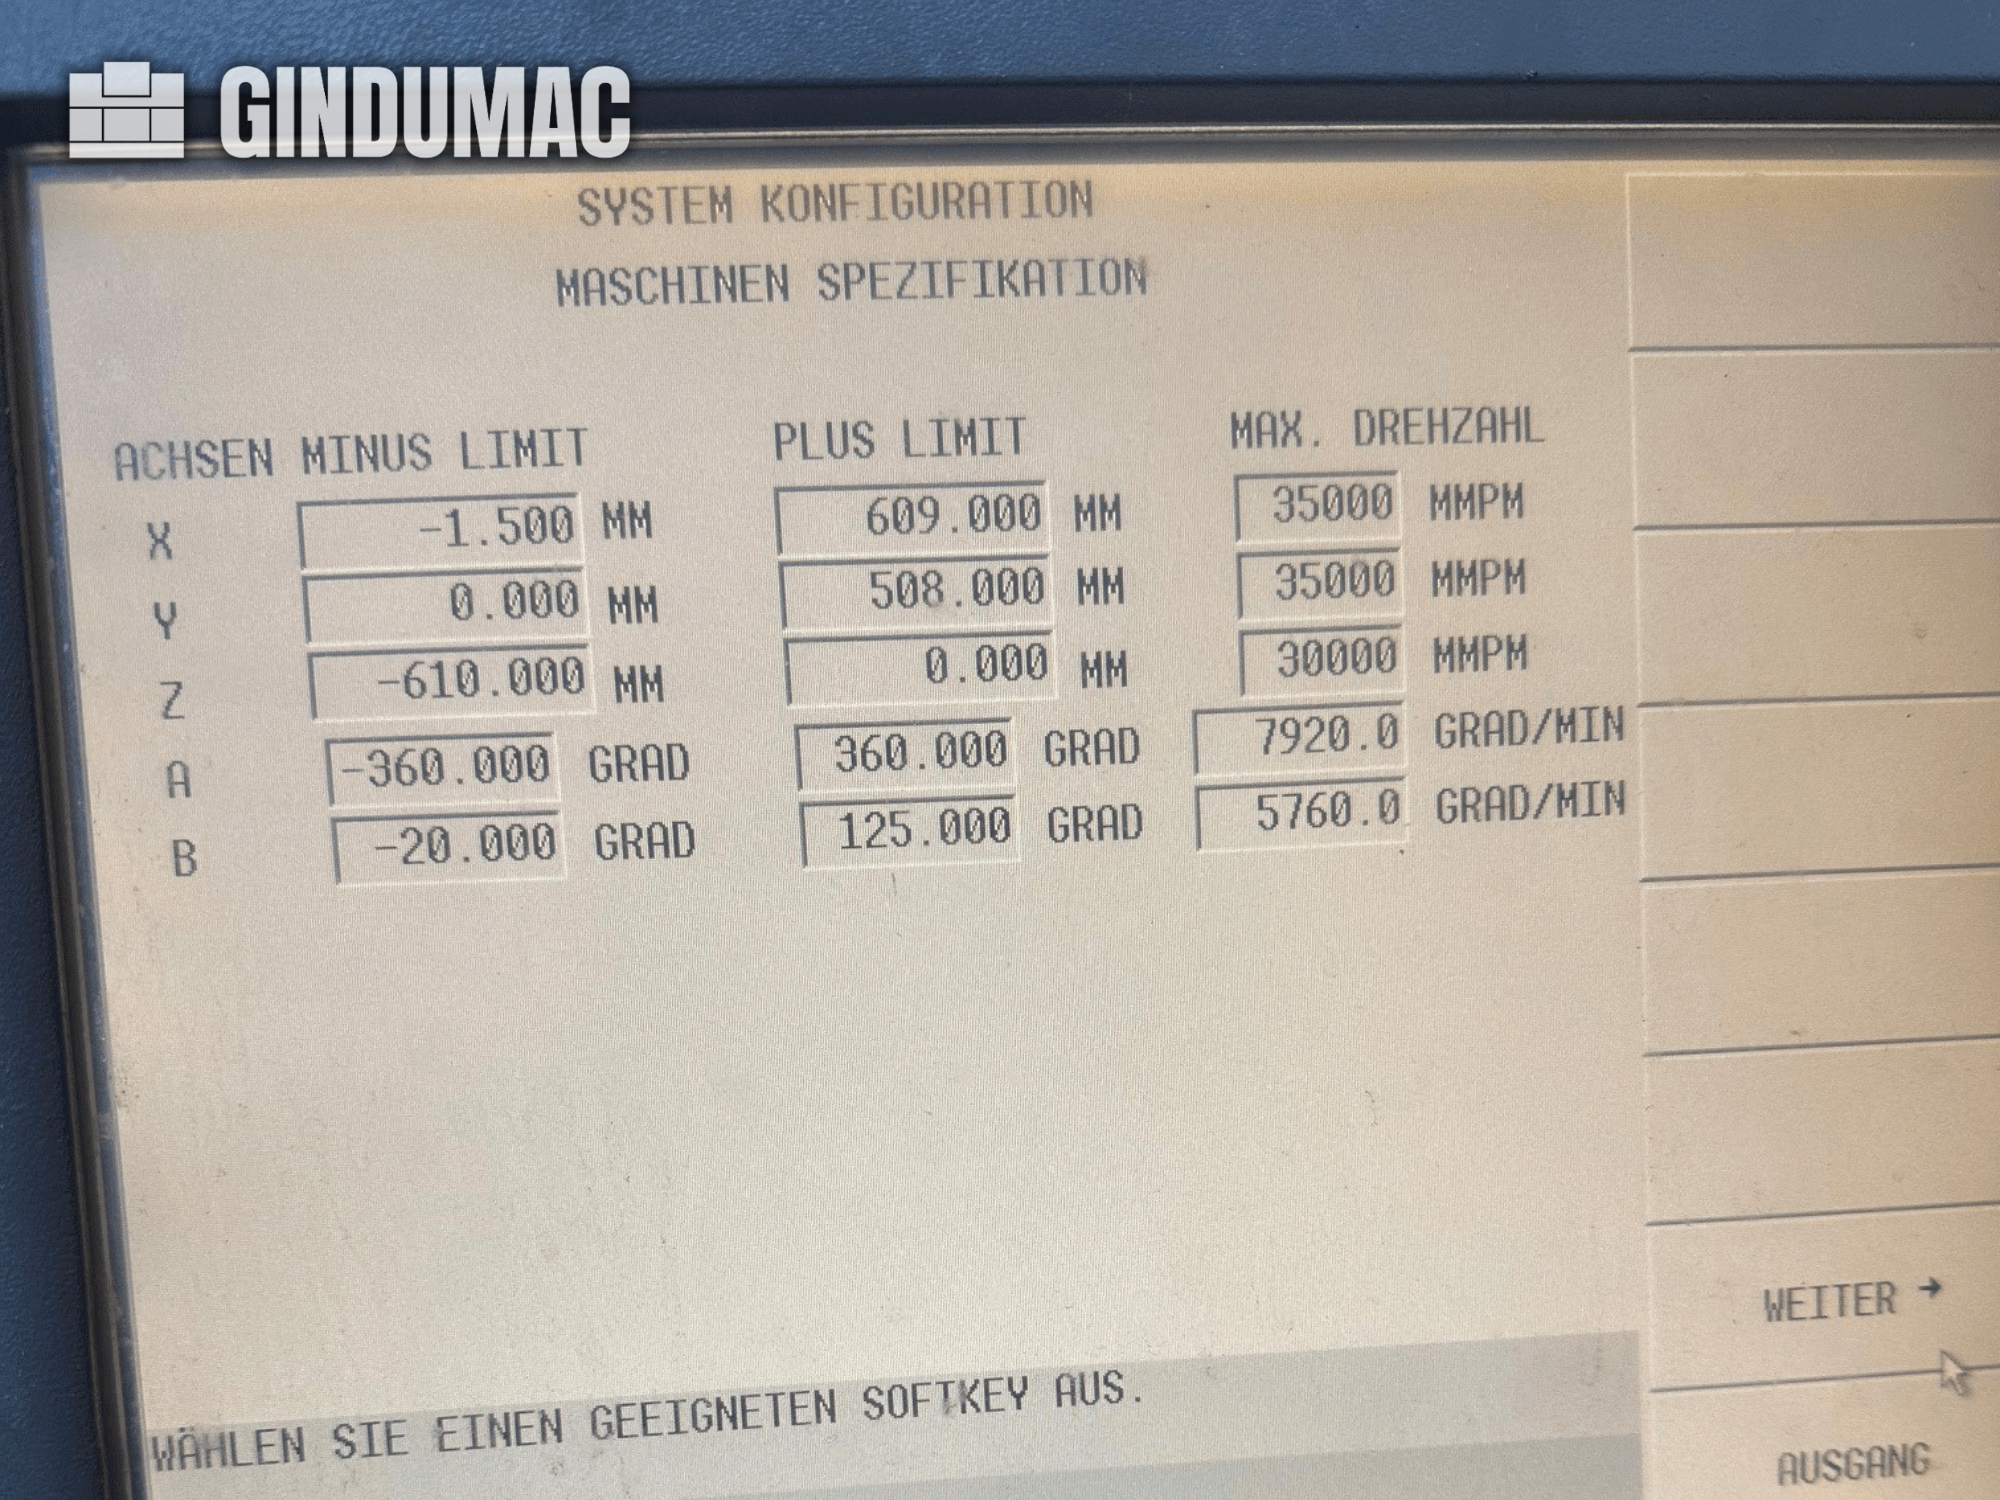 GINDUMAC
SYSTEM KONFIGURATION
MASCHINEN SPEZIFIKATION
ACHSEN MINUS LIMIT PLUS LIMIT MAX. DREHZAHL
X -1.500 MM 609.000 MM 35000 MMPM
Y 0.000 MM 508.000 MM 35000 MMPM
Z -610.000 MM 0.000 MM 30000 MMPM
A -360.000 GRAD 360.000 GRAD 7920.0 GRAD/MIN
B -20.000 GRAD 125.000 GRAD 5760.0 GRAD/MIN
WEITER →
WÄHLEN SIE EINEN GEEIGNETEN SOFTKEY AUS.
AUSGANG